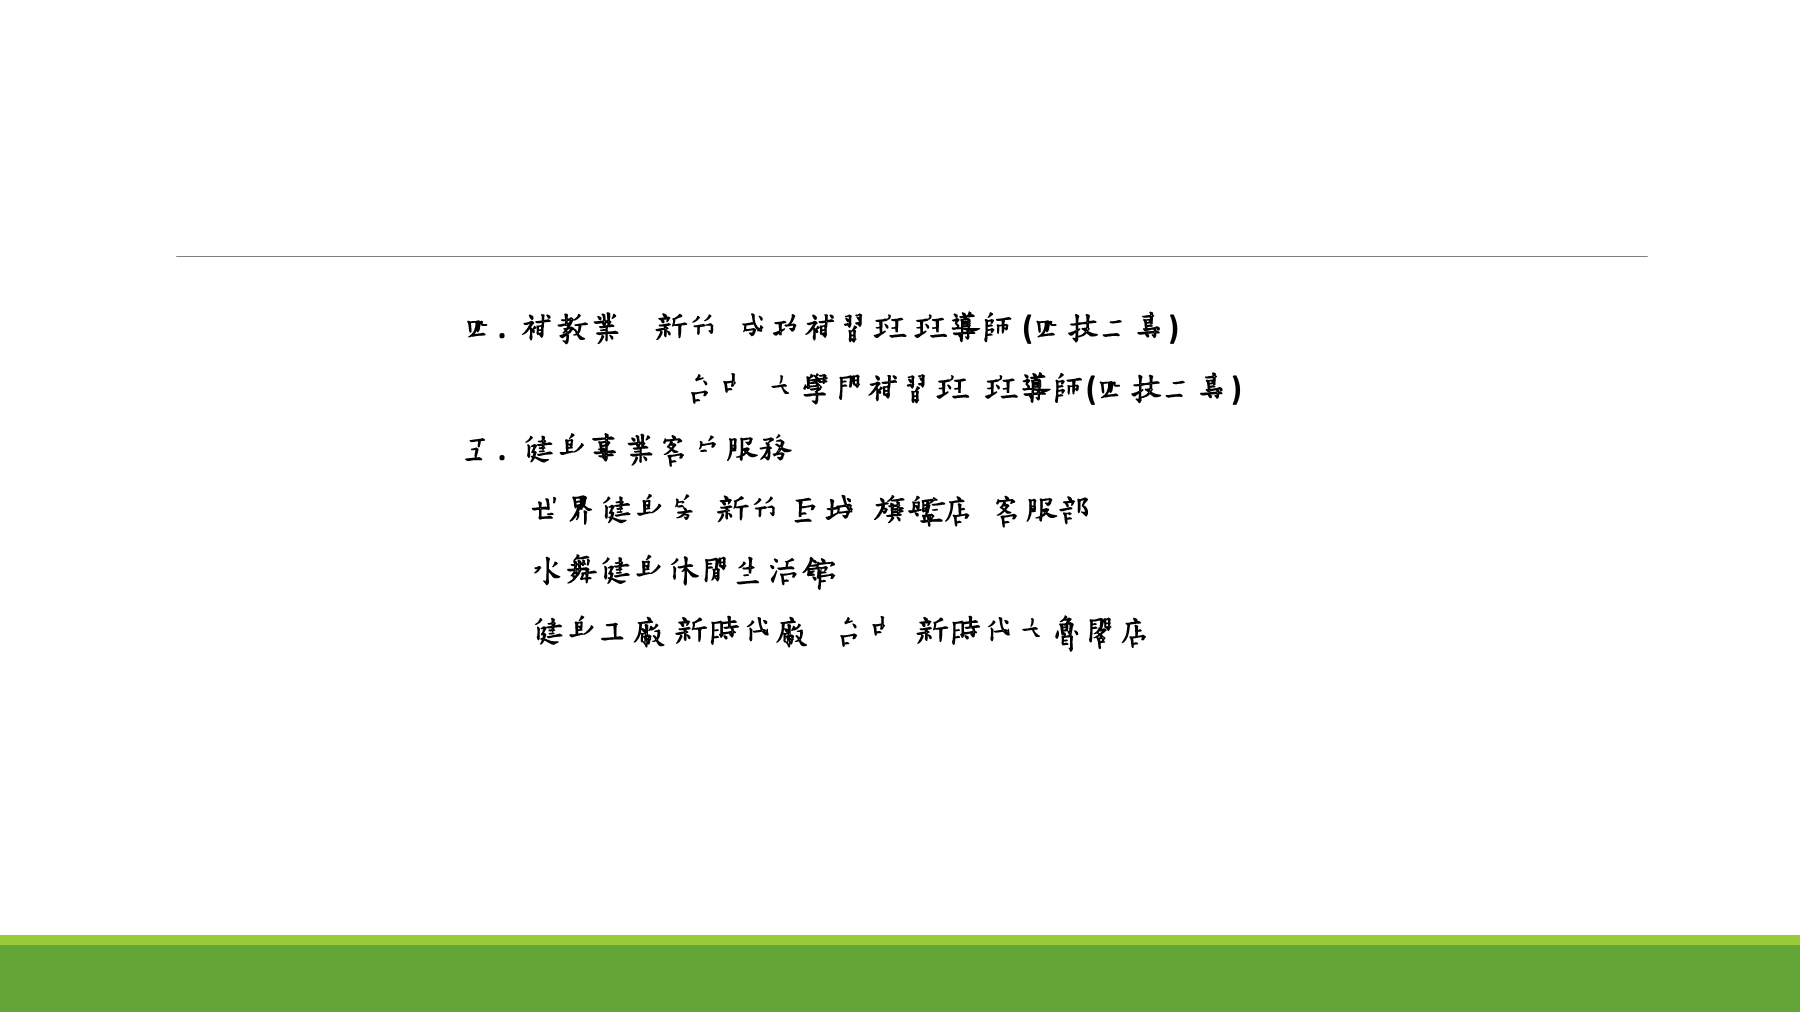 四. 補教業 新竹 成功補習班班導師(四技二專)
台中 大學門補習班 班導師(四技二專)
五. 健身事業客戶服務
世界健身房 新竹巨城 旗艦店 客服部
水舞健身休閒生活館
健身工廠新時代廠 台中 新時代大魯閣店